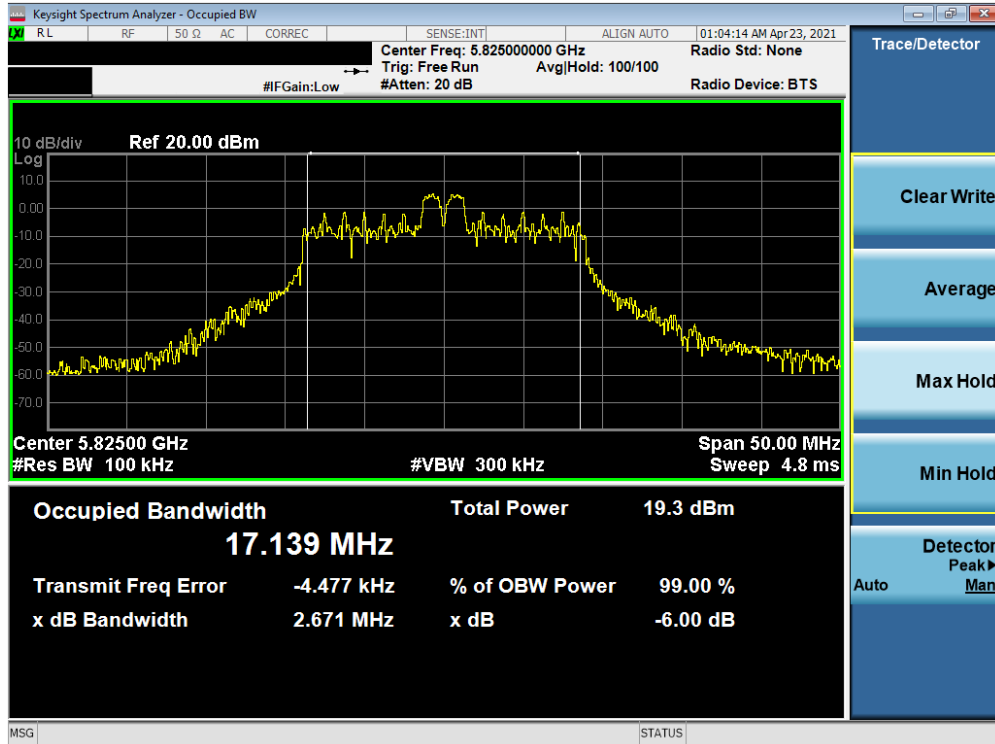 Keysight Spectrum Analyzer - Occupied BW
LXI RL RF 50 Ω AC CORREC SENSE:INT ALIGN AUTO 01:04:14 AM Apr 23, 2021
Center Freq: 5.825000000 GHz Radio Std: None
Trig: Free Run Avg|Hold: 100/100
#IFGain:Low #Atten: 20 dB Radio Device: BTS
10 dB/div Ref 20.00 dBm
Log
10.0
0.00
-10.0
-20.0
-30.0
-40.0
-50.0
-60.0
-70.0
Center 5.82500 GHz Span 50.00 MHz
#Res BW 100 kHz #VBW 300 kHz Sweep 4.8 ms
Occupied Bandwidth Total Power 19.3 dBm
17.139 MHz
Transmit Freq Error -4.477 kHz % of OBW Power 99.00 %
x dB Bandwidth 2.671 MHz x dB -6.00 dB
MSG STATUS
Trace/Detector
Clear Write
Average
Max Hold
Min Hold
Detector
Peak▶
Auto Man